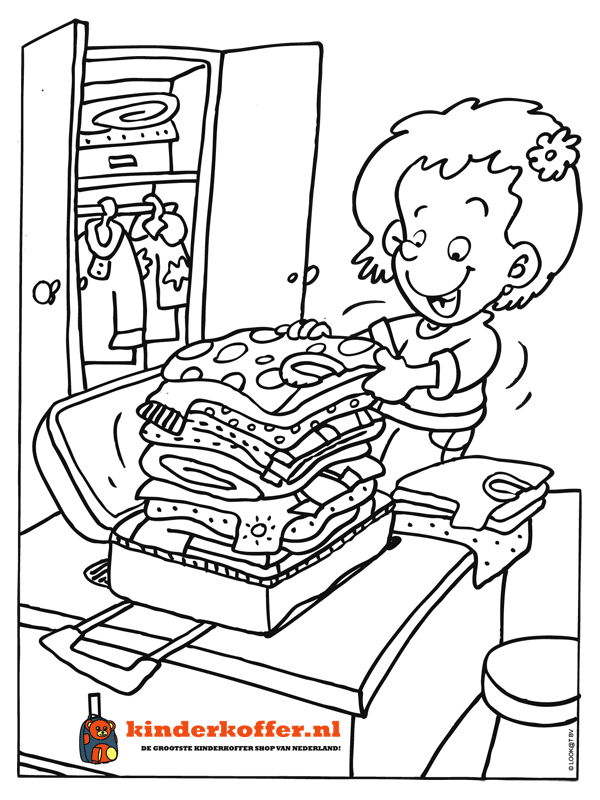 kinderkoffer.nl
DE GROOTSTE KINDERKOFFER SHOP VAN NEDERLAND!
© LOOK@T BV